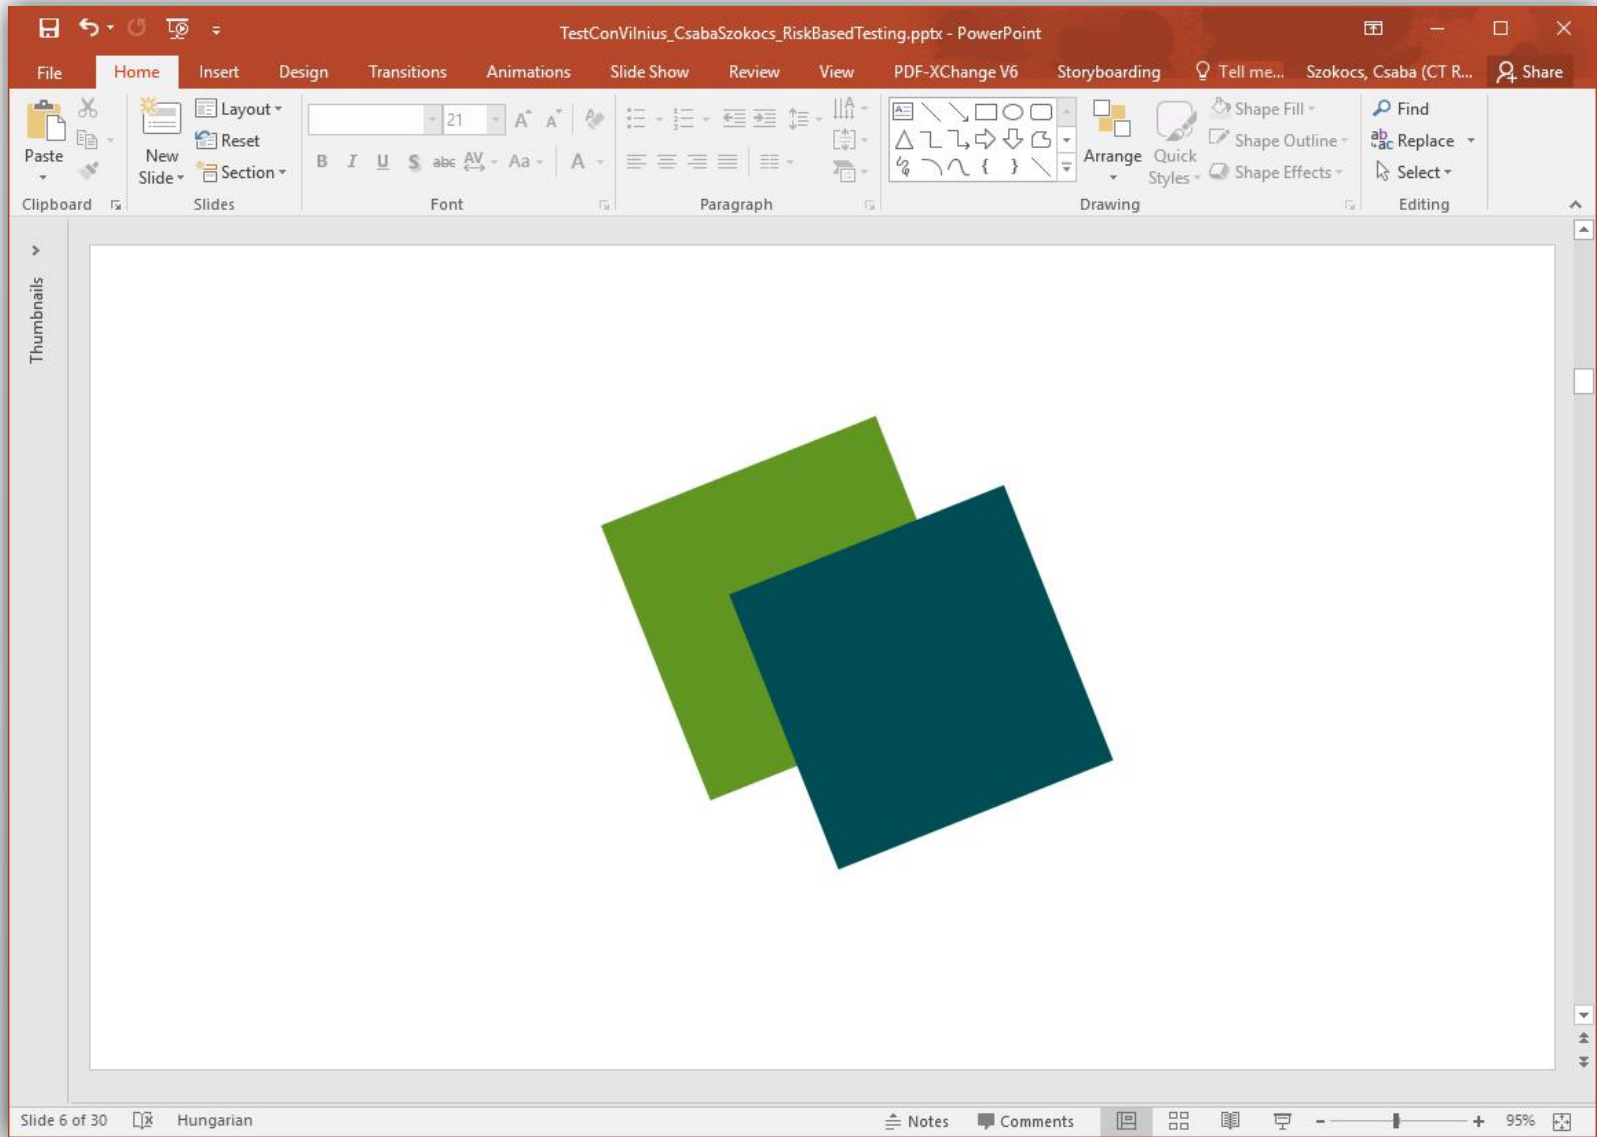 TestConVilnius_CsabaSzokocs_RiskBasedTesting.pptx - PowerPoint
File Home Insert Design Transitions Animations Slide Show Review View PDF-XChange V6 Storyboarding Tell me... Szokocs, Csaba (CT R... Share
Paste
New
Slide
Layout
Reset
Section
21
B I U S abc AV Aa A
Arrange
Quick
Styles
Shape Fill
Shape Outline
Shape Effects
Find
Replace
Select
Clipboard Slides Font Paragraph Drawing Editing
Thumbnails
Slide 6 of 30 Hungarian Notes Comments 95%